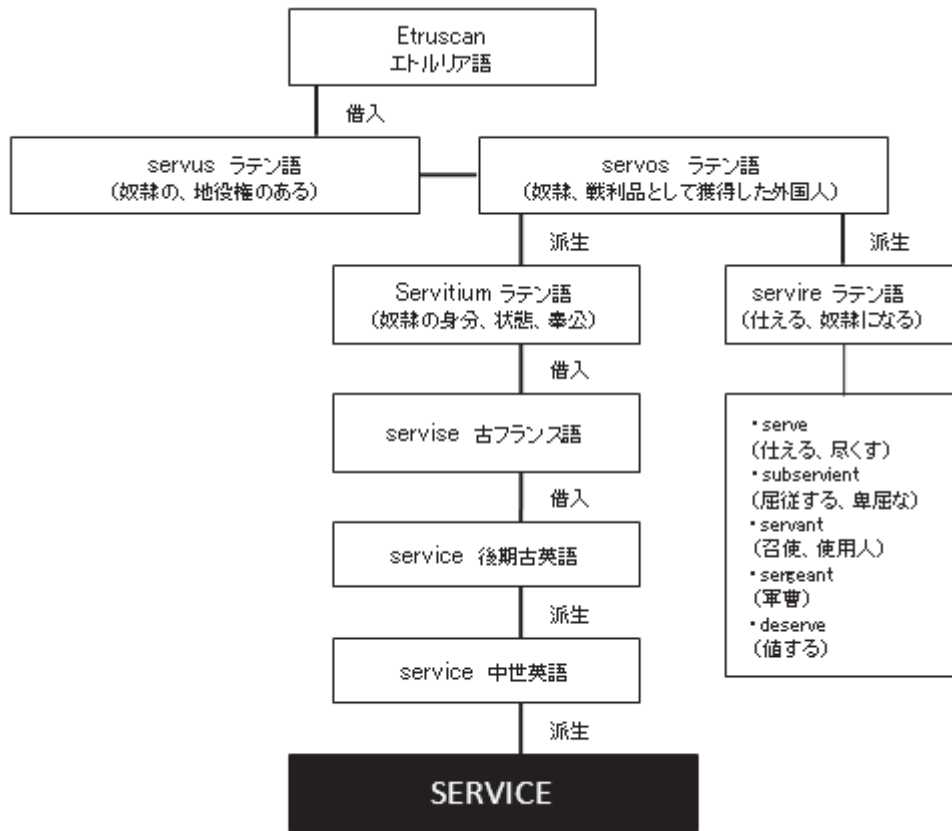 Etruscan
エトルリア語
借入
servus ラテン語
(奴隷の、地役権のある)
servos ラテン語
(奴隷、戦利品として獲得した外国人)
派生
派生
Servitium ラテン語
(奴隷の身分、状態、奉公)
servire ラテン語
(仕える、奴隷になる)
借入
servise 古フランス語
・serve
(仕える、尽くす)
・subservient
(屈従する、卑屈な)
・servant
(召使、使用人)
・sergeant
(軍曹)
・deserve
(値する)
借入
service 後期古英語
派生
service 中世英語
派生
SERVICE